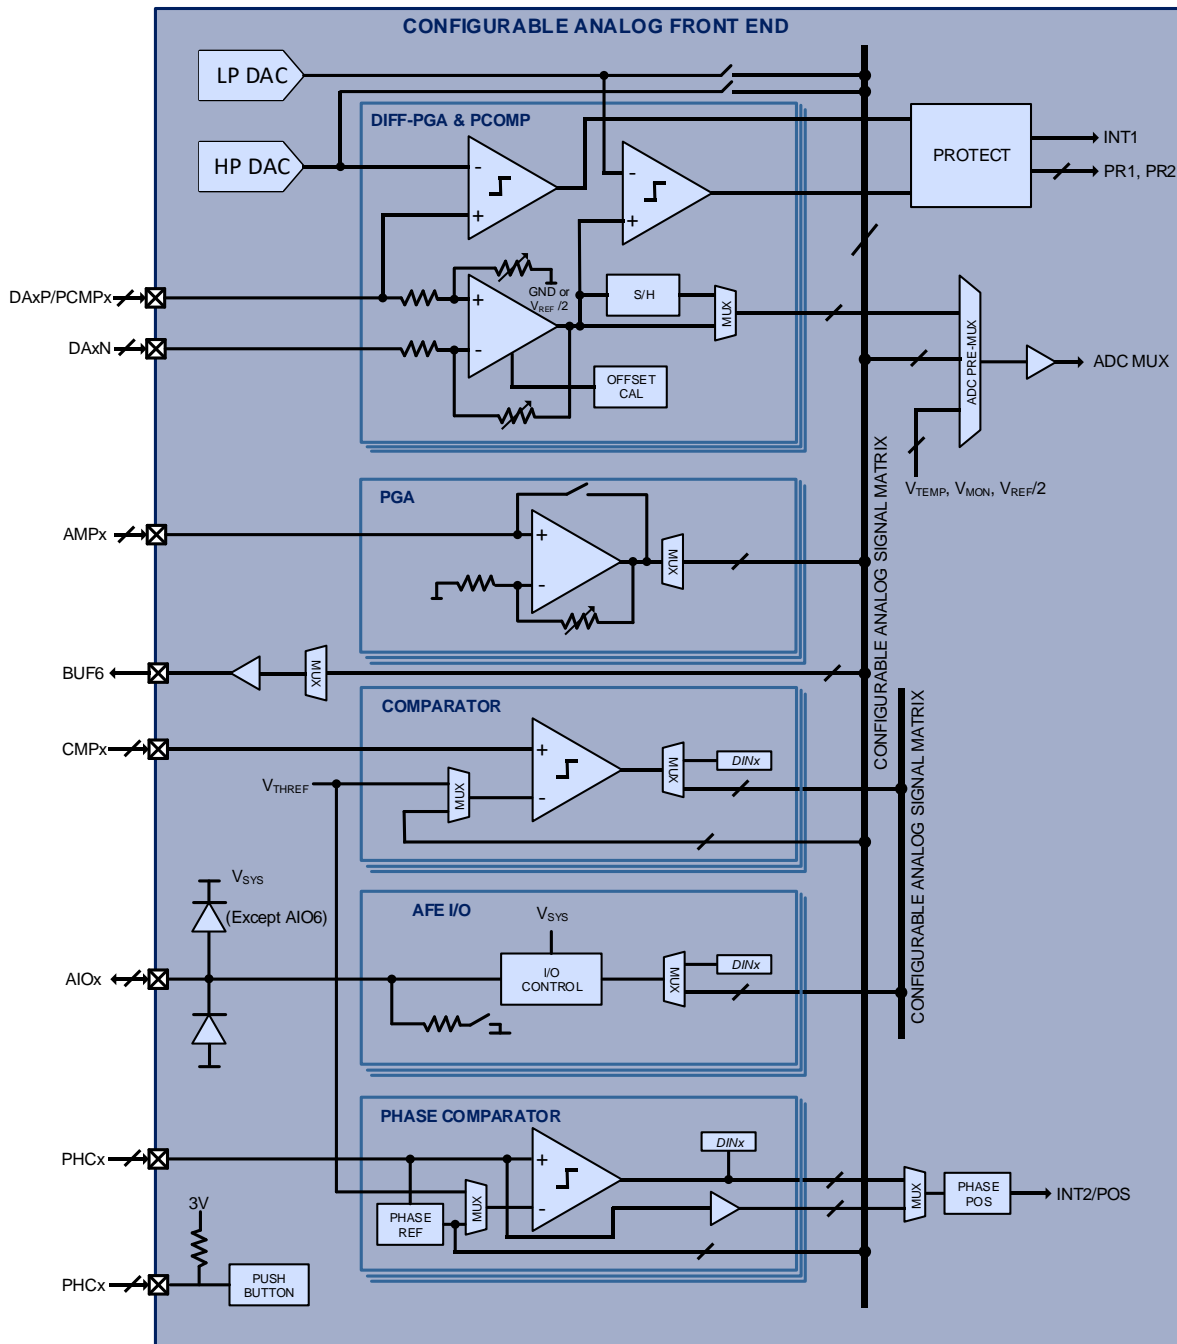 CONFIGURABLE ANALOG FRONT END
LP DAC
HP DAC
DIFF-PGA & PCOMP
-
+
-
+
PROTECT
INT1
PR1, PR2
DAxP/PCMPx
DAxN
+
-
GND or
VREF /2
S/H
MUX
OFFSET
CAL
ADC PRE-MUX
ADC MUX
VTEMP, VMON, VREF/2
CONFIGURABLE ANALOG SIGNAL MATRIX
PGA
AMPx
+
-
MUX
BUF6
MUX
COMPARATOR
CMPx
VTHREF
MUX
+
-
MUX
DINx
CONFIGURABLE ANALOG SIGNAL MATRIX
VSYS
(Except AIO6)
AFE I/O
VSYS
AIOx
I/O
CONTROL
MUX
DINx
PHASE COMPARATOR
PHCx
+
-
MUX
PHASE
REF
DINx
MUX
PHASE
POS
INT2/POS
3V
PHCx
PUSH
BUTTON